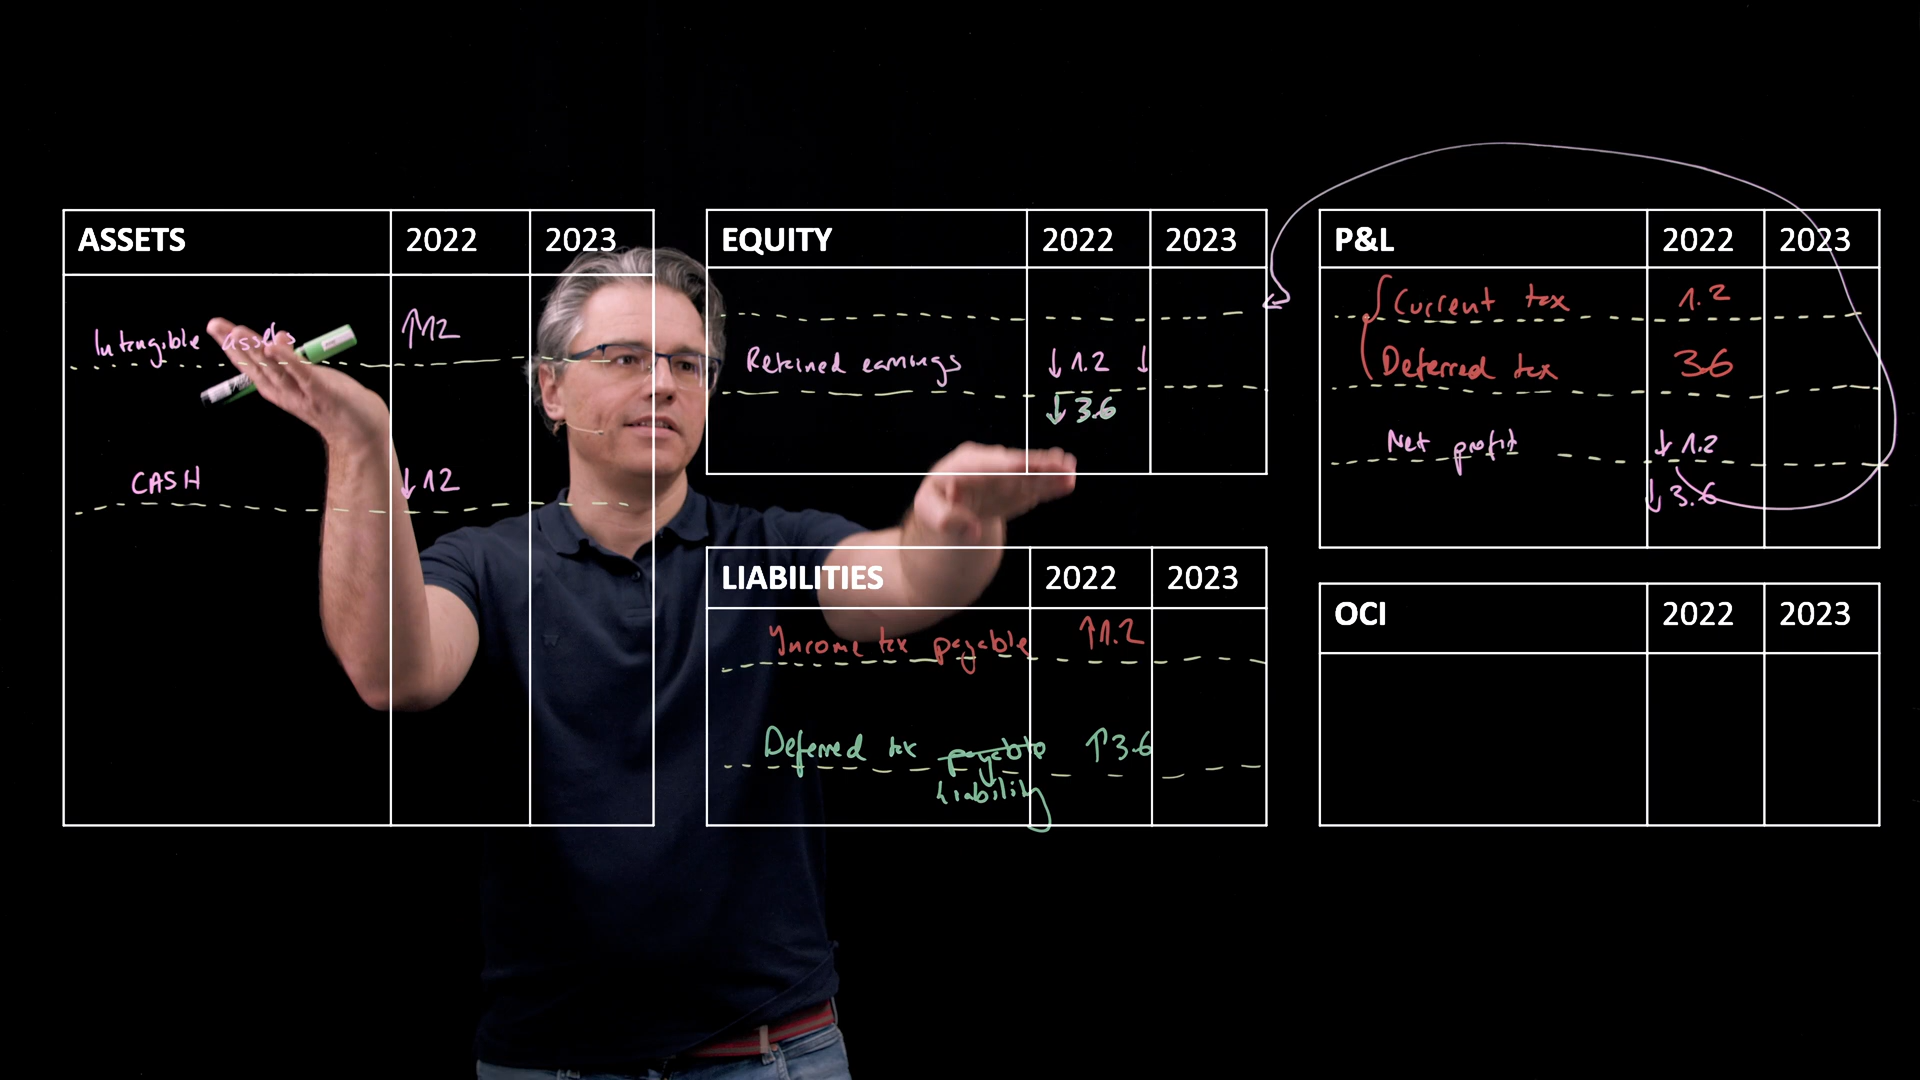 ASSETS 2022 2023
Intangible assets ↑12
CASH ↓12
EQUITY 2022 2023
Retained earnings ↓1.2 ↓
↓3.6
LIABILITIES 2022 2023
Income tax payable ↑1.2
Deferred tax payable ↑3.6
liability
P&L 2022 2023
Current tax 1.2
Deferred tax 3.6
Net profit ↓1.2
↓3.6
OCI 2022 2023